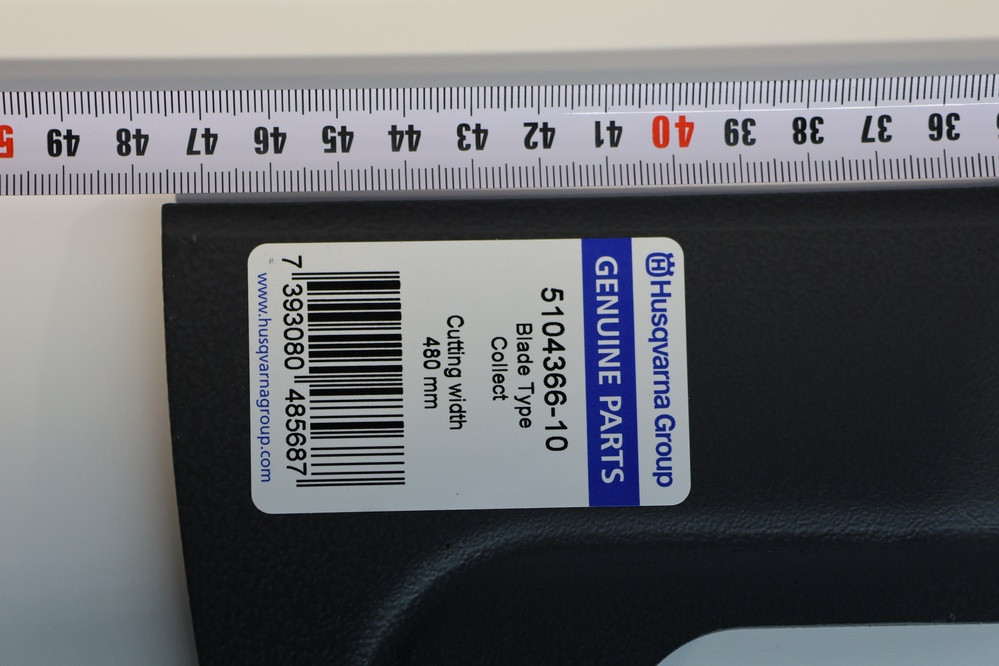 5
49
48
47
46
45
44
43
42
41
40
39
38
37
36
Husqvarna Group
GENUINE PARTS
5104366-10
Blade Type
Collect
Cutting width
480 mm
7 393080 485687
www.husqvarnagroup.com